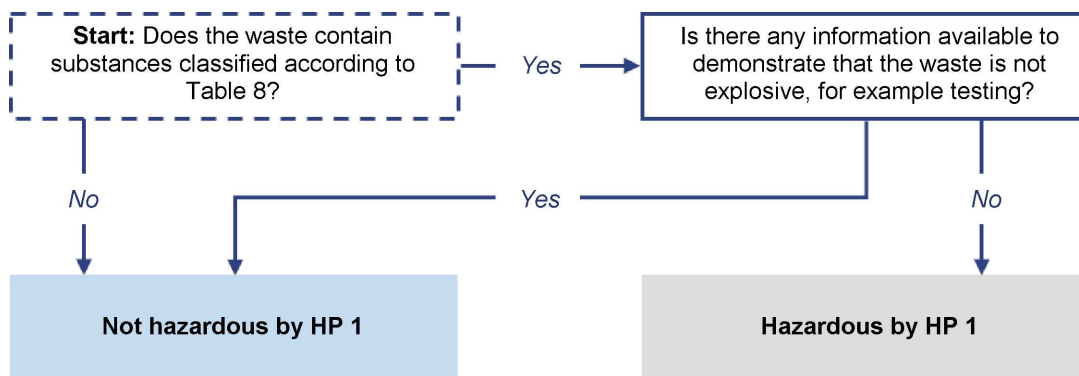 Start: Does the waste contain
substances classified according to
Table 8?
Yes
Is there any information available to
demonstrate that the waste is not
explosive, for example testing?
No
Yes
No
Not hazardous by HP 1
Hazardous by HP 1